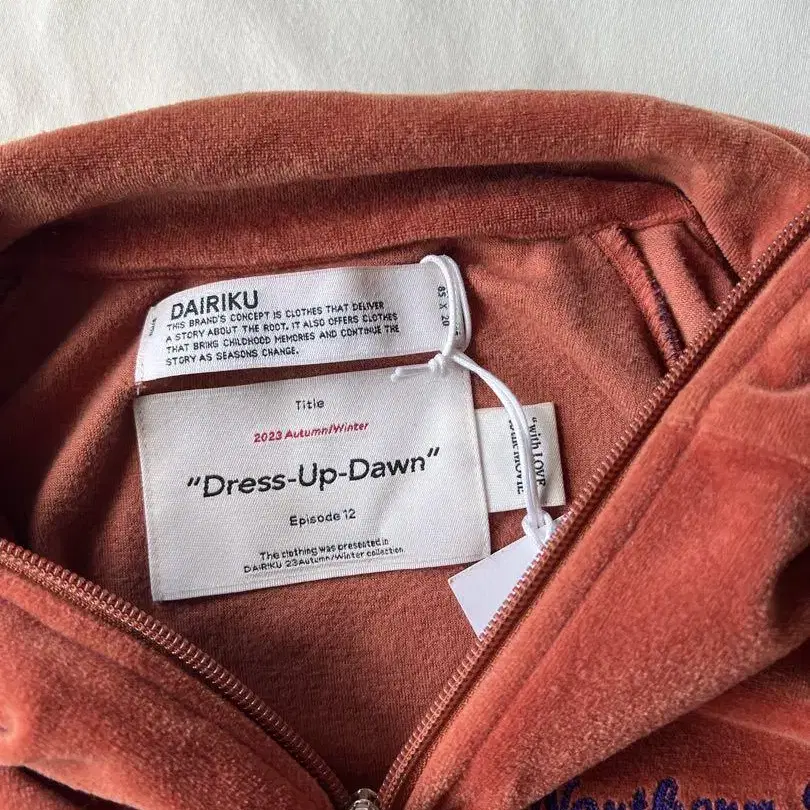 DAIRIKU
THIS BRAND'S CONCEPT IS CLOTHES THAT DELIVER
A STORY ABOUT THE ROOT. IT ALSO OFFERS CLOTHES
THAT BRING CHILDHOOD MEMORIES AND CONTINUE THE
STORY AS SEASONS CHANGE.
85 X 20
Title
2023 Autumn/Winter
"Dress-Up-Dawn"
Episode 12
The clothing was presented in
DAIRIKU 23Autumn/Winter collection.
"with LOVE